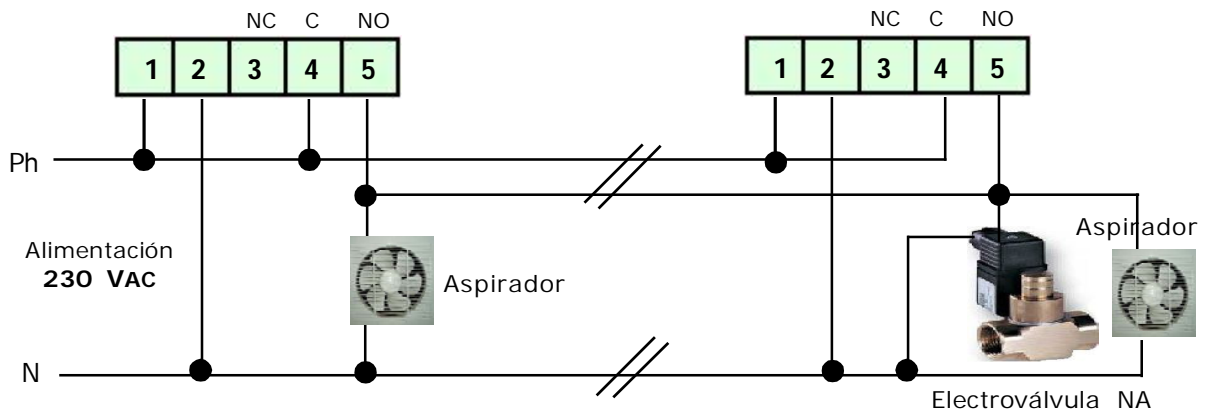 NC C NO
1 2 3 4 5
NC C NO
1 2 3 4 5
Ph
Alimentación
230 VAC
Aspirador
Aspirador
N
Electroválvula NA